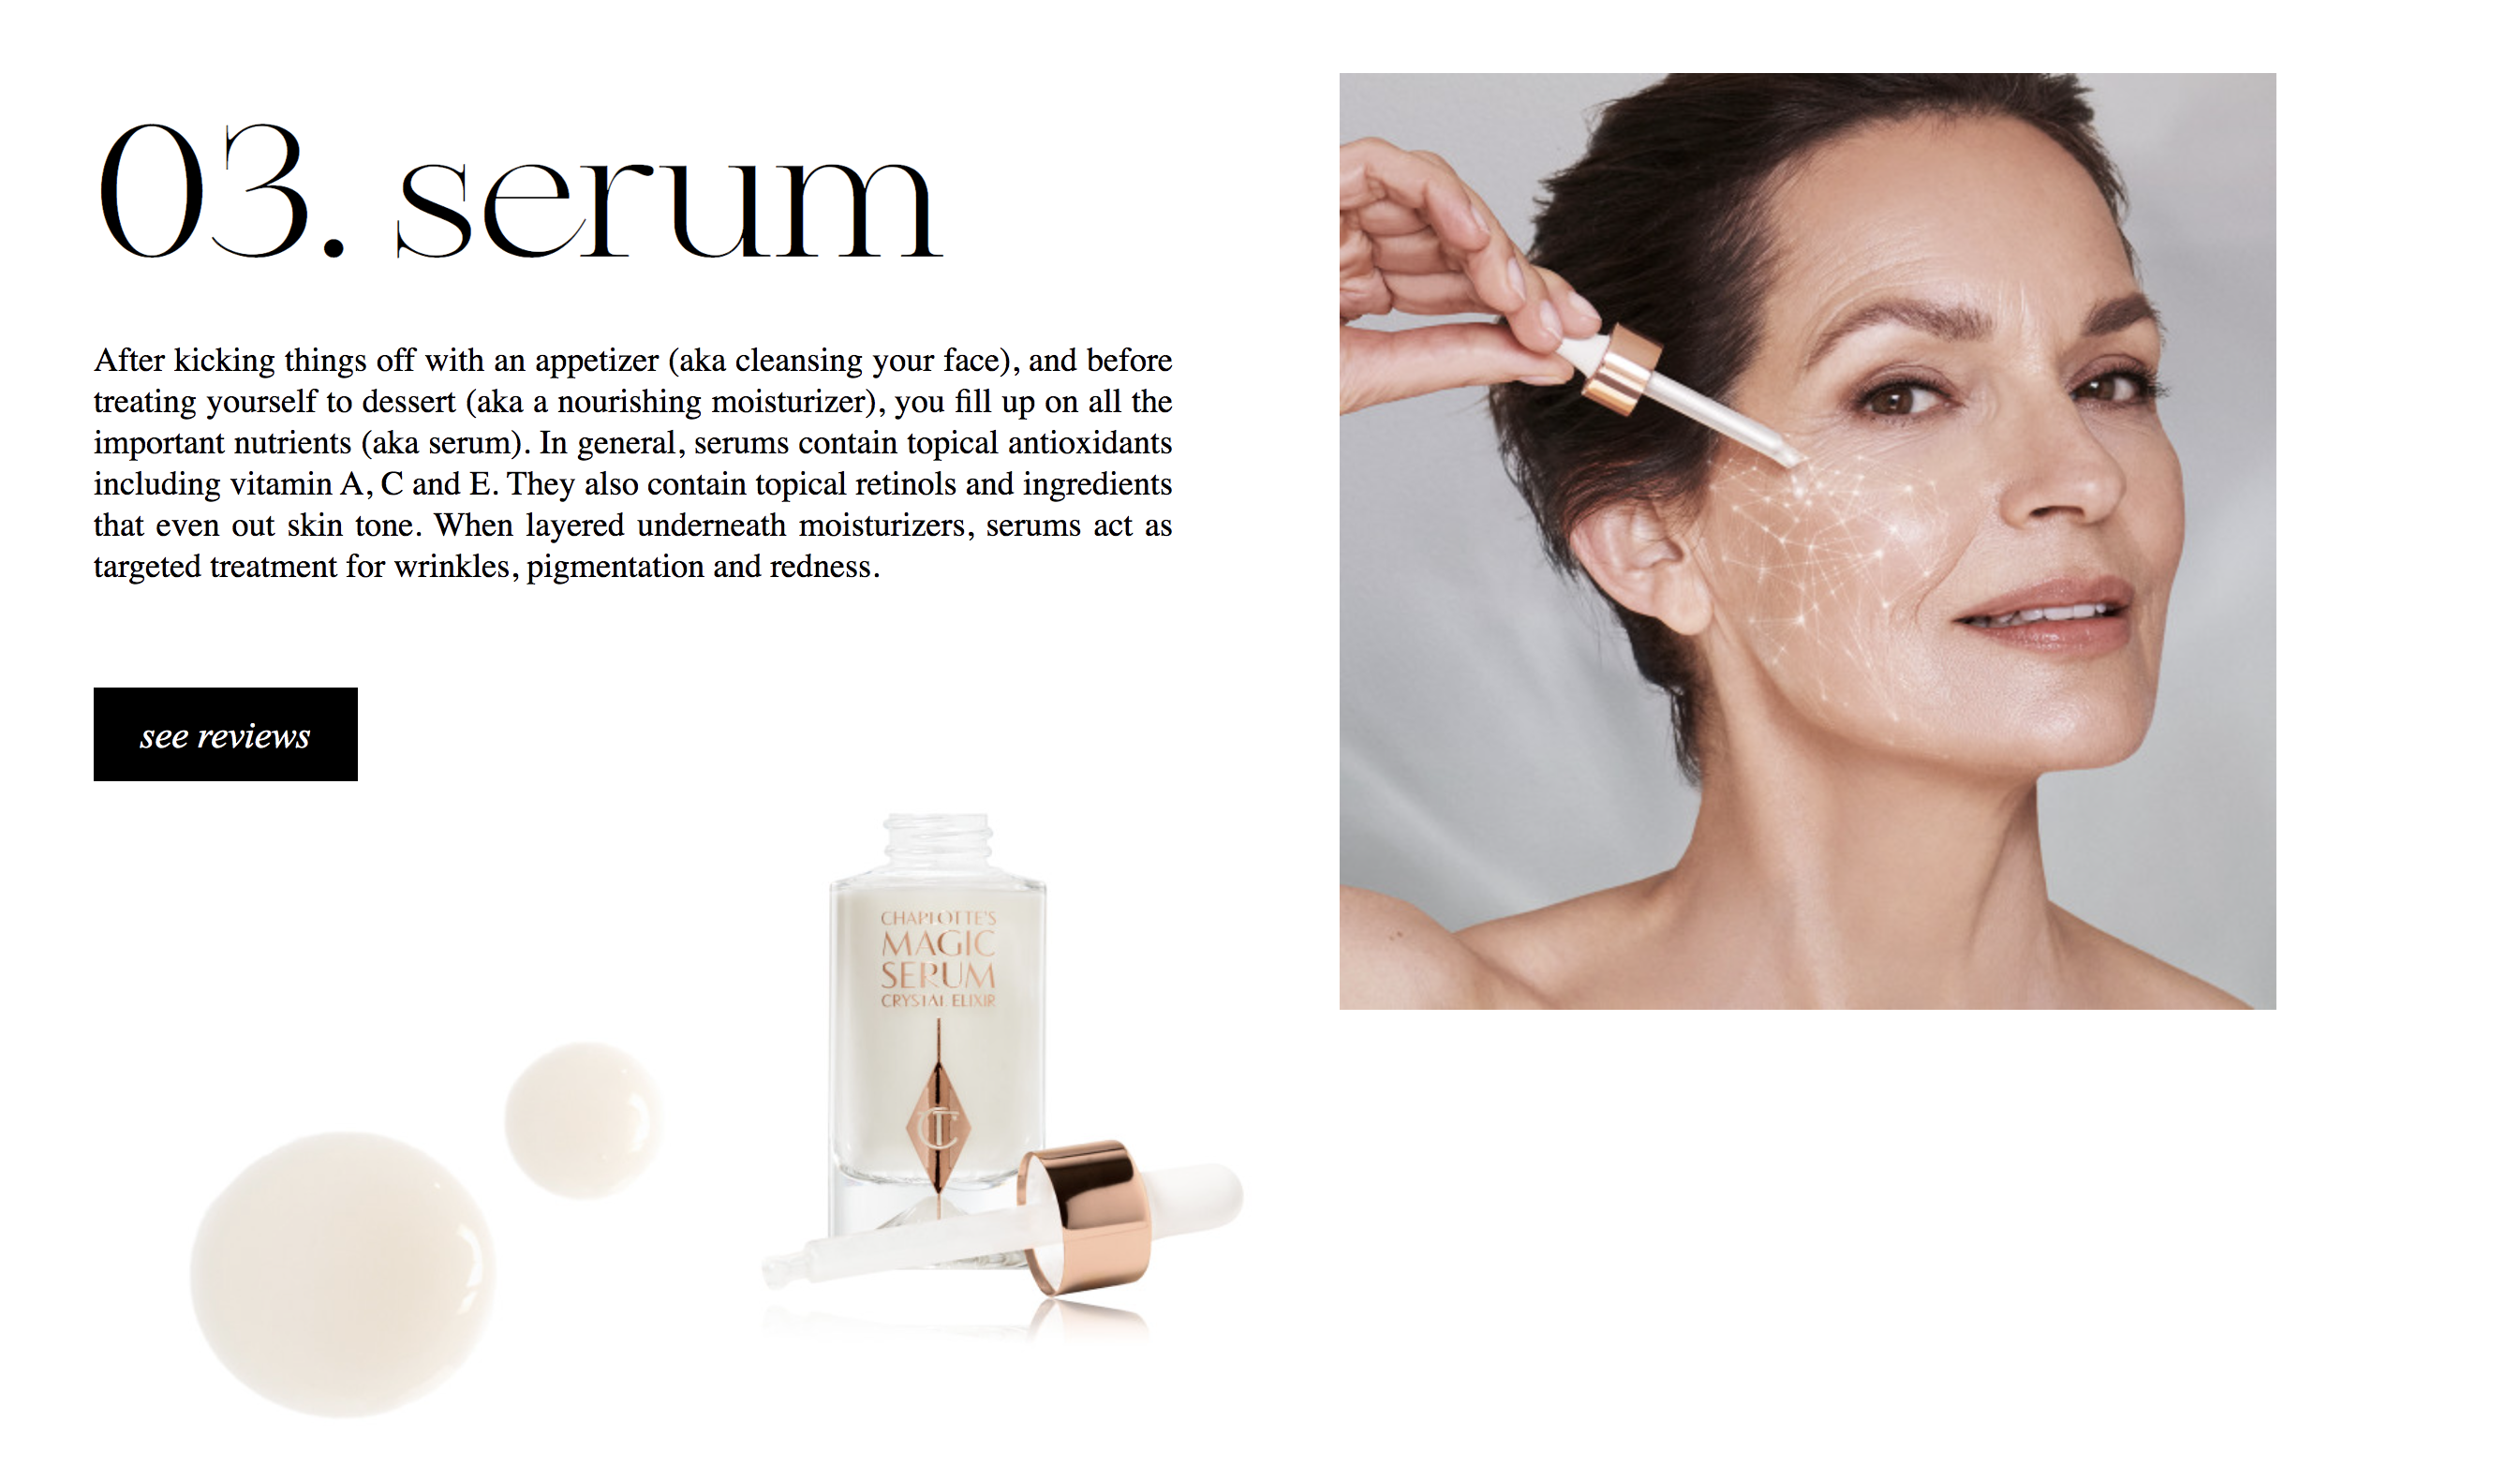 03. serum
After kicking things off with an appetizer (aka cleansing your face), and before
treating yourself to dessert (aka a nourishing moisturizer), you fill up on all the
important nutrients (aka serum). In general, serums contain topical antioxidants
including vitamin A, C and E. They also contain topical retinols and ingredients
that even out skin tone. When layered underneath moisturizers, serums act as
targeted treatment for wrinkles, pigmentation and redness.
see reviews
CHARLOTTE'S
MAGIC
SERUM
CRYSTAL ELIXIR
CT